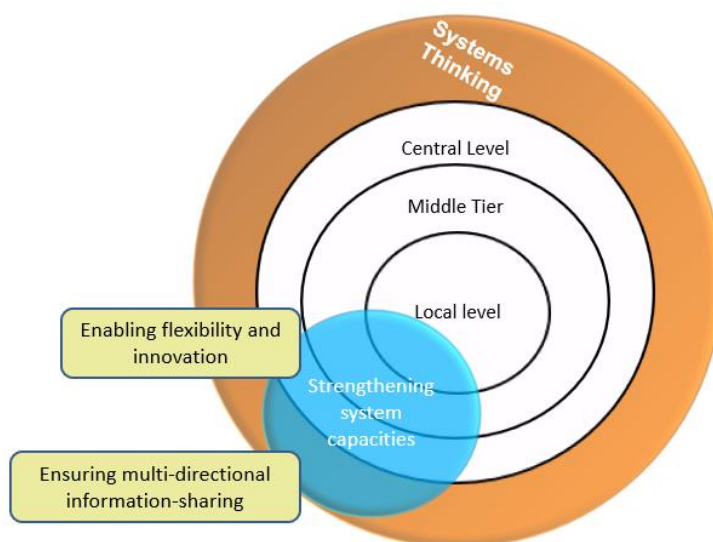 Systems
Thinking
Central Level
Middle Tier
Local level
Enabling flexibility and
innovation
Strengthening
system
capacities
Ensuring multi-directional
information-sharing